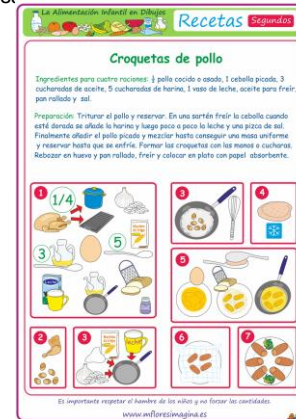 La Alimentación Infantil en Dibujos
Recetas Segundos
Croquetas de pollo
Ingredientes para cuatro raciones: ½ pollo cocido o asado, 1 cebolla picada, 3
cucharadas de aceite, 5 cucharadas de harina, 1 vaso de leche, aceite para freír,
pan rallado y sal.
Preparación: Triturar el pollo y reservar. En una sartén freír la cebolla cuando
esté dorada se añade la harina y luego poco a poco la leche y una pizca de sal.
Finalmente añadir el pollo picado y mezclar hasta conseguir una masa uniforme
y reservar hasta que se enfríe. Formar las croquetas con las manos o cucharas.
Rebozar en huevo y pan rallado, freír y colocar en plato con papel absorbente.
1
1/4
3
5
3
4
5
2
3
6
7
Es importante respetar el hambre de los niños y no forzar las cantidades
www.mfloresimagina.es